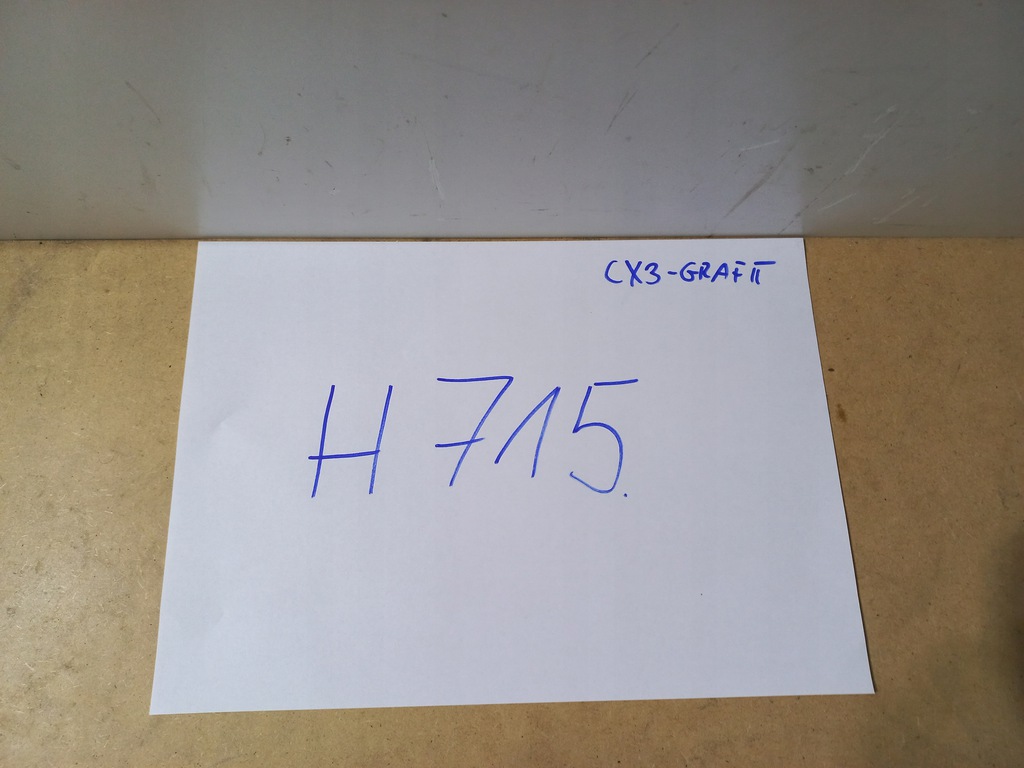 CX3-GRAFIT
H 715.